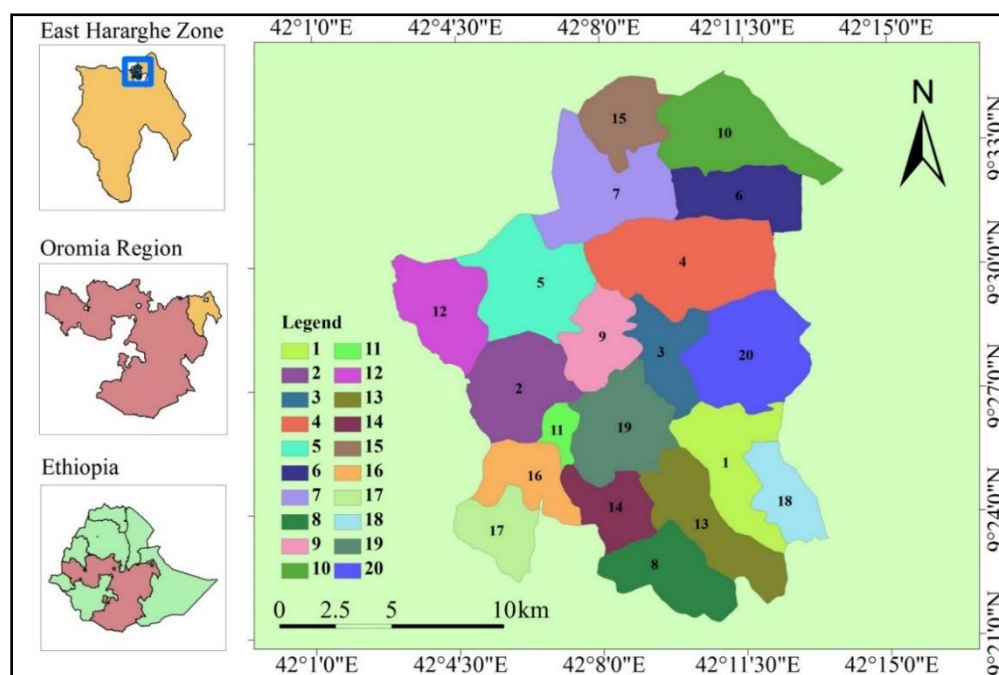 East Hararghe Zone
Oromia Region
Ethiopia
42°1'0"E 42°4'30"E 42°8'0"E 42°11'30"E 42°15'0"E
N
15
10
7
6
4
5
12
9
3
20
2
11
19
1
16
14
18
17
13
8
Legend
1 11
2 12
3 13
4 14
5 15
6 16
7 17
8 18
9 19
10 20
0 2.5 5 10km
9°33'0"N
9°30'0"N
9°27'0"N
9°24'0"N
9°21'0"N
42°1'0"E 42°4'30"E 42°8'0"E 42°11'30"E 42°15'0"E